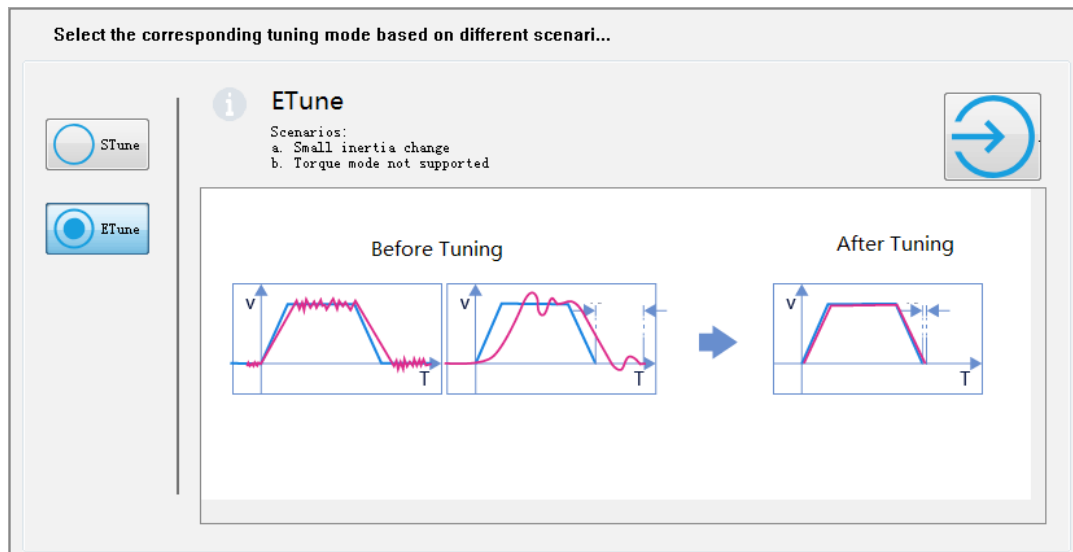 Select the corresponding tuning mode based on different scenari...
STune
ETune
ETune
Scenarios:
a. Small inertia change
b. Torque mode not supported
Before Tuning
After Tuning
V
T
V
T
V
T